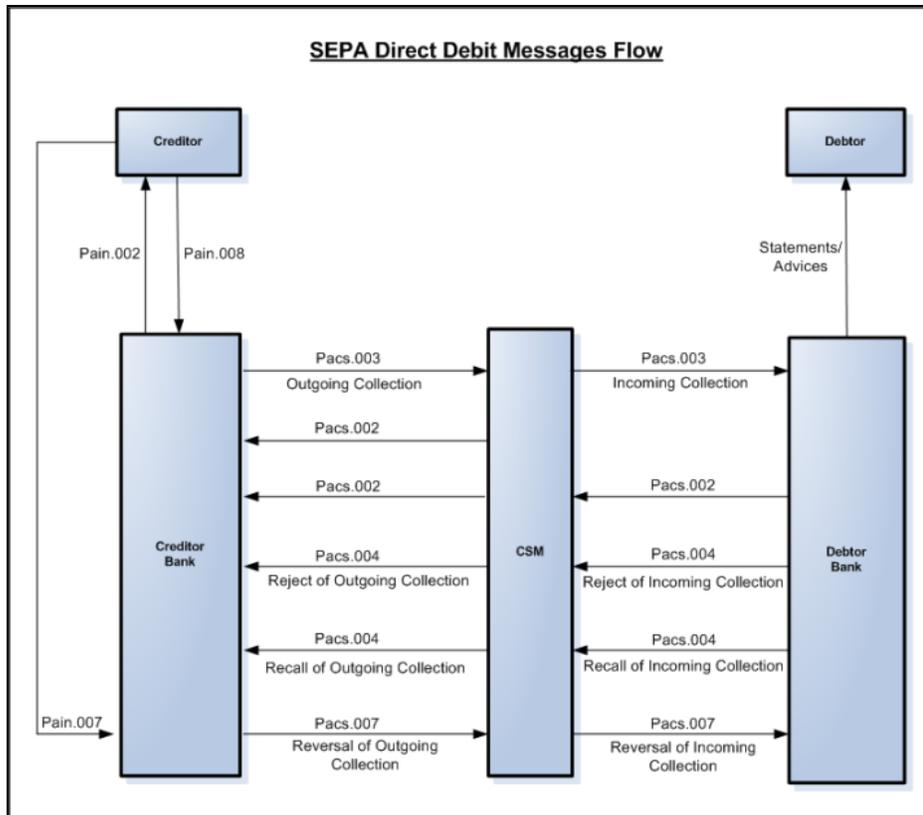 SEPA Direct Debit Messages Flow
Creditor
Debtor
Pain.002
Pain.008
Statements/
Advices
Pacs.003
Outgoing Collection
Pacs.003
Incoming Collection
Pacs.002
Pacs.002
Pacs.002
Creditor
Bank
CSM
Debtor
Bank
Pacs.004
Reject of Outgoing Collection
Pacs.004
Reject of Incoming Collection
Pacs.004
Recall of Outgoing Collection
Pacs.004
Recall of Incoming Collection
Pain.007
Pacs.007
Reversal of Outgoing
Collection
Pacs.007
Reversal of Incoming
Collection